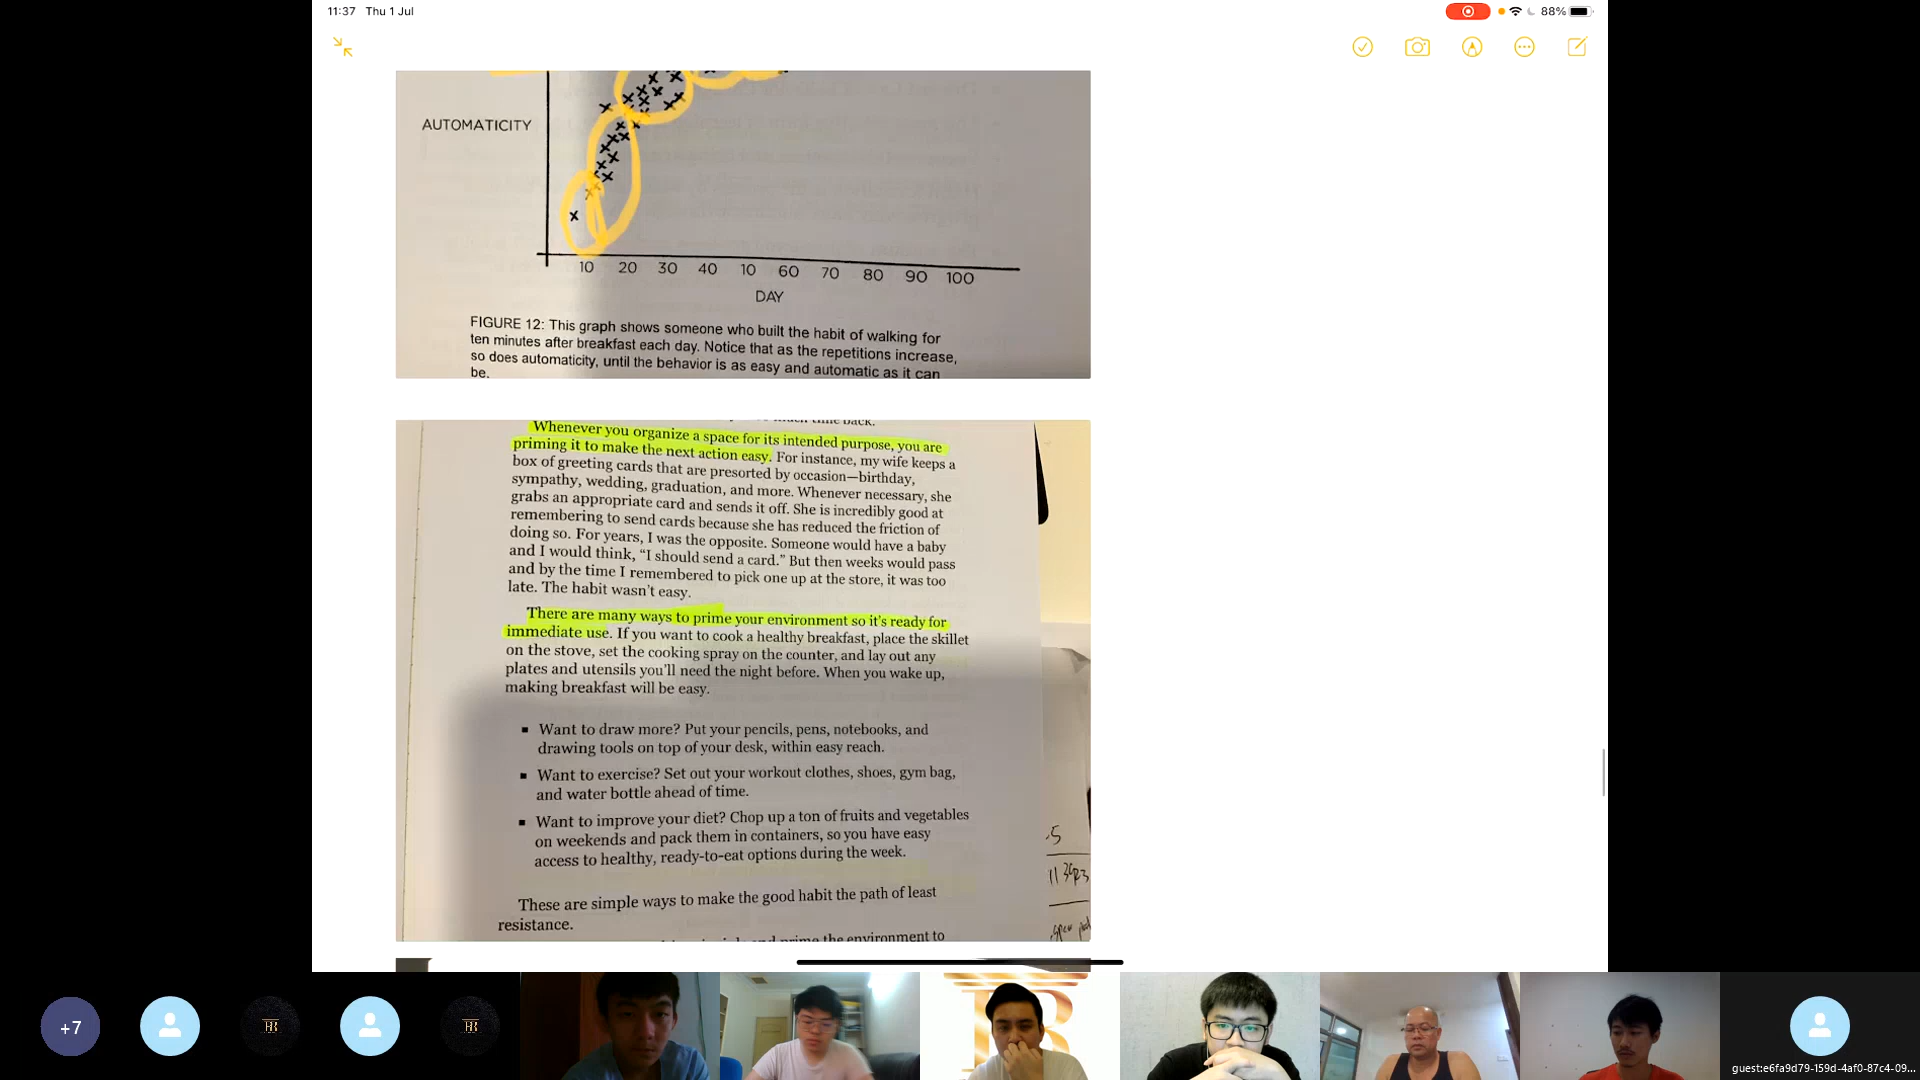 11:37 Thu 1 Jul
88%
AUTOMATICITY
10 20 30 40 10 60 70 80 90 100
DAY
FIGURE 12: This graph shows someone who built the habit of walking for
ten minutes after breakfast each day. Notice that as the repetitions increase,
so does automaticity, until the behavior is as easy and automatic as it can
be.
time back.
Whenever you organize a space for its intended purpose, you are
priming it to make the next action easy. For instance, my wife keeps a
box of greeting cards that are presorted by occasion—birthday,
sympathy, wedding, graduation, and more. Whenever necessary, she
grabs an appropriate card and sends it off. She is incredibly good at
remembering to send cards because she has reduced the friction of
doing so. For years, I was the opposite. Someone would have a baby
and I would think, “I should send a card.” But then weeks would pass
and by the time I remembered to pick one up at the store, it was too
late. The habit wasn't easy.
There are many ways to prime your environment so it's ready for
immediate use. If you want to cook a healthy breakfast, place the skillet
on the stove, set the cooking spray on the counter, and lay out any
plates and utensils you'll need the night before. When you wake up,
making breakfast will be easy.
▪ Want to draw more? Put your pencils, pens, notebooks, and
drawing tools on top of your desk, within easy reach.
▪ Want to exercise? Set out your workout clothes, shoes, gym bag,
and water bottle ahead of time.
▪ Want to improve your diet? Chop up a ton of fruits and vegetables
on weekends and pack them in containers, so you have easy
access to healthy, ready-to-eat options during the week.
These are simple ways to make the good habit the path of least
resistance.
and prime the environment to
+7
guest:e6fa9d79-159d-4af0-87c4-09...